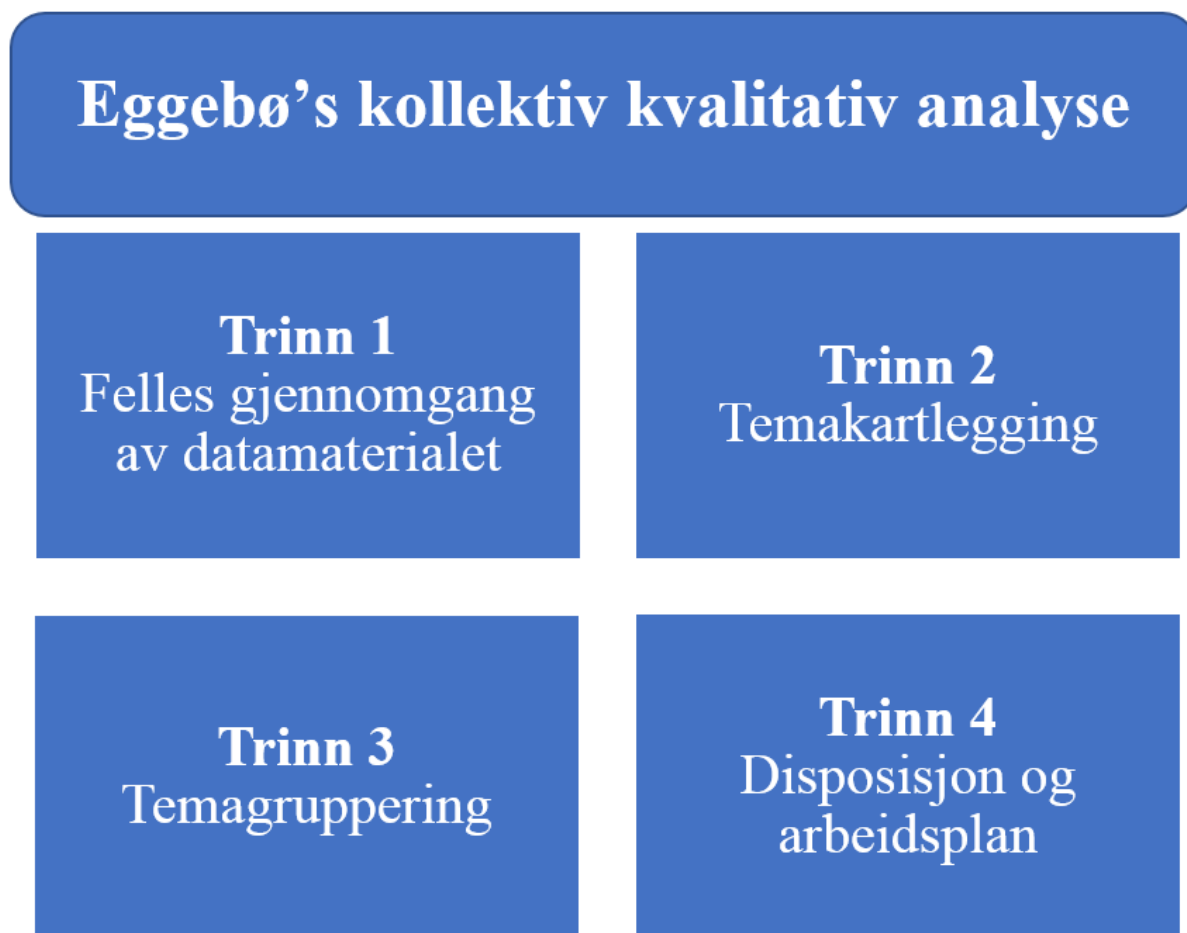 Eggebø’s kollektiv kvalitativ analyse
Trinn 1
Felles gjennomgang
av datamaterialet
Trinn 2
Temakartlegging
Trinn 3
Temagruppering
Trinn 4
Disposisjon og
arbeidsplan